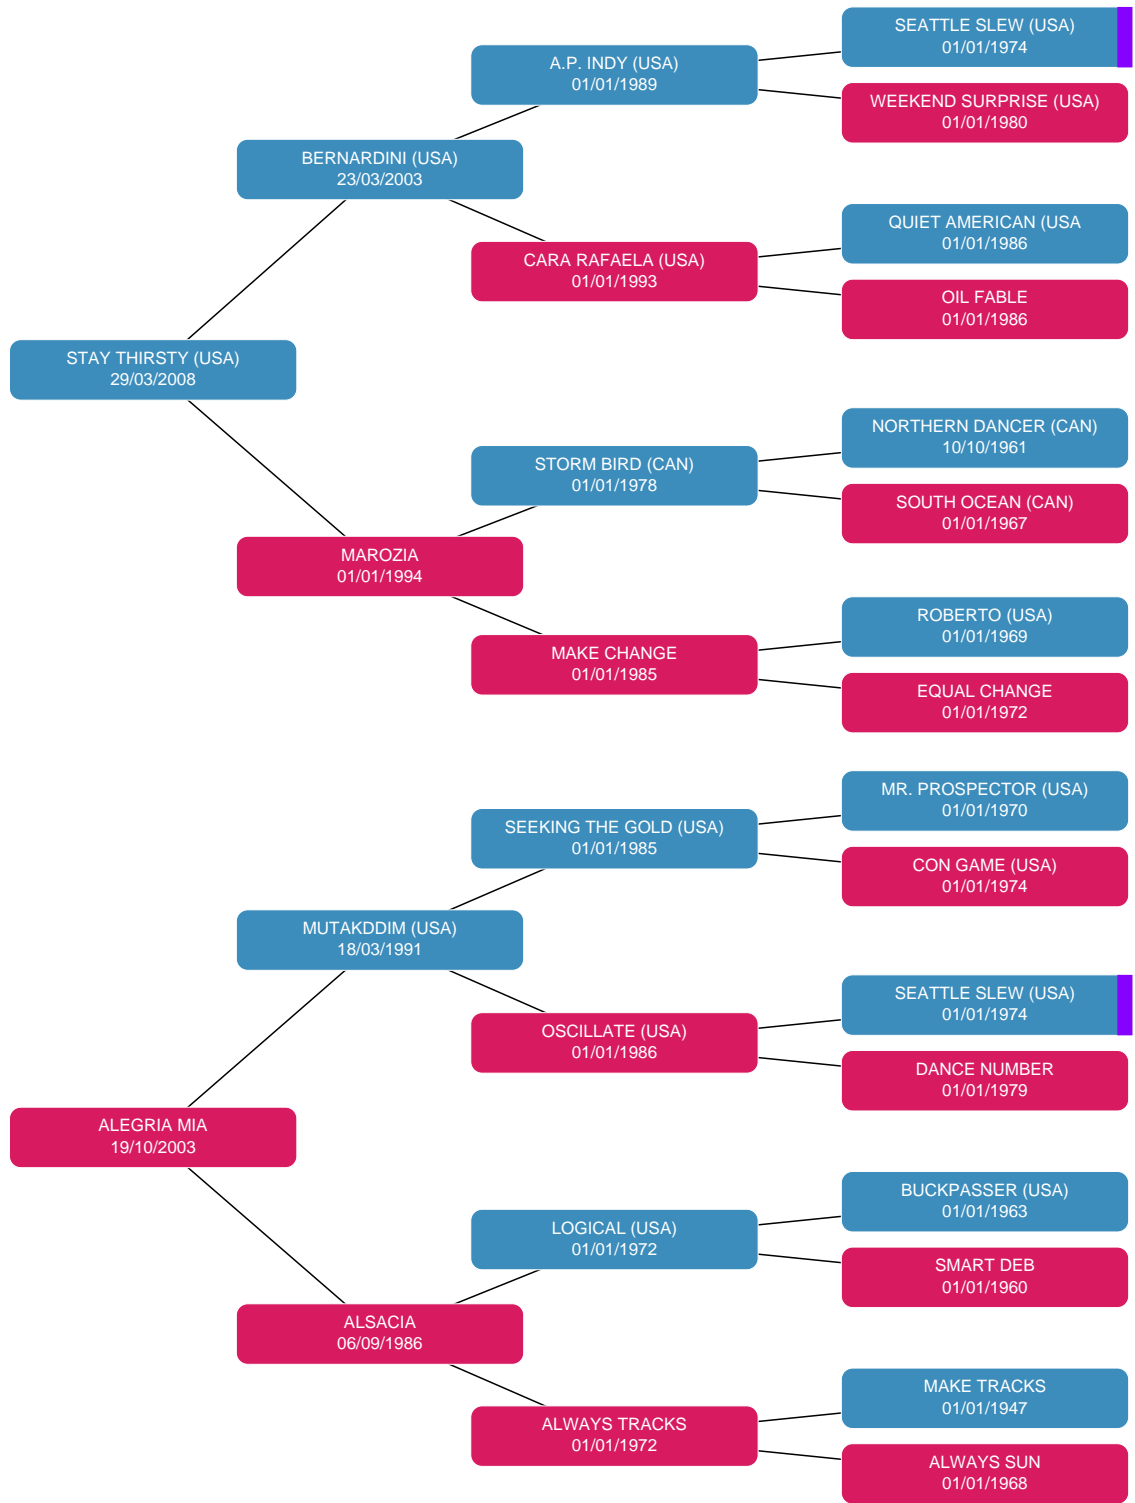 SEATTLE SLEW (USA)
01/01/1974
A.P. INDY (USA)
01/01/1989
WEEKEND SURPRISE (USA)
01/01/1980
BERNARDINI (USA)
23/03/2003
QUIET AMERICAN (USA
01/01/1986
CARA RAFAELA (USA)
01/01/1993
OIL FABLE
01/01/1986
STAY THIRSTY (USA)
29/03/2008
NORTHERN DANCER (CAN)
10/10/1961
STORM BIRD (CAN)
01/01/1978
SOUTH OCEAN (CAN)
01/01/1967
MAROZIA
01/01/1994
ROBERTO (USA)
01/01/1969
MAKE CHANGE
01/01/1985
EQUAL CHANGE
01/01/1972
MR. PROSPECTOR (USA)
01/01/1970
SEEKING THE GOLD (USA)
01/01/1985
CON GAME (USA)
01/01/1974
MUTAKDDIM (USA)
18/03/1991
SEATTLE SLEW (USA)
01/01/1974
OSCILLATE (USA)
01/01/1986
DANCE NUMBER
01/01/1979
ALEGRIA MIA
19/10/2003
BUCKPASSER (USA)
01/01/1963
LOGICAL (USA)
01/01/1972
SMART DEB
01/01/1960
ALSACIA
06/09/1986
MAKE TRACKS
01/01/1947
ALWAYS TRACKS
01/01/1972
ALWAYS SUN
01/01/1968